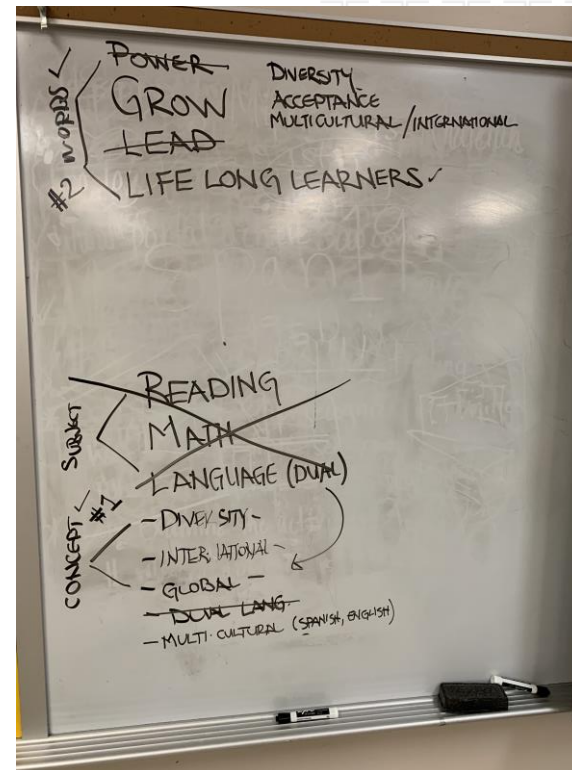 POWER
GROW
LEAD
LIFE LONG LEARNERS ✓
#2 WORDS ✓
DIVERSITY
ACCEPTANCE
MULTICULTURAL/INTERNATIONAL
SUBJECT
READING
MATH
LANGUAGE (DUAL)
CONCEPT ✓
#1
- DIVERSITY -
- INTERNATIONAL -
- GLOBAL -
- DUAL LANG.
- MULTI-CULTURAL (SPANISH, ENGLISH)